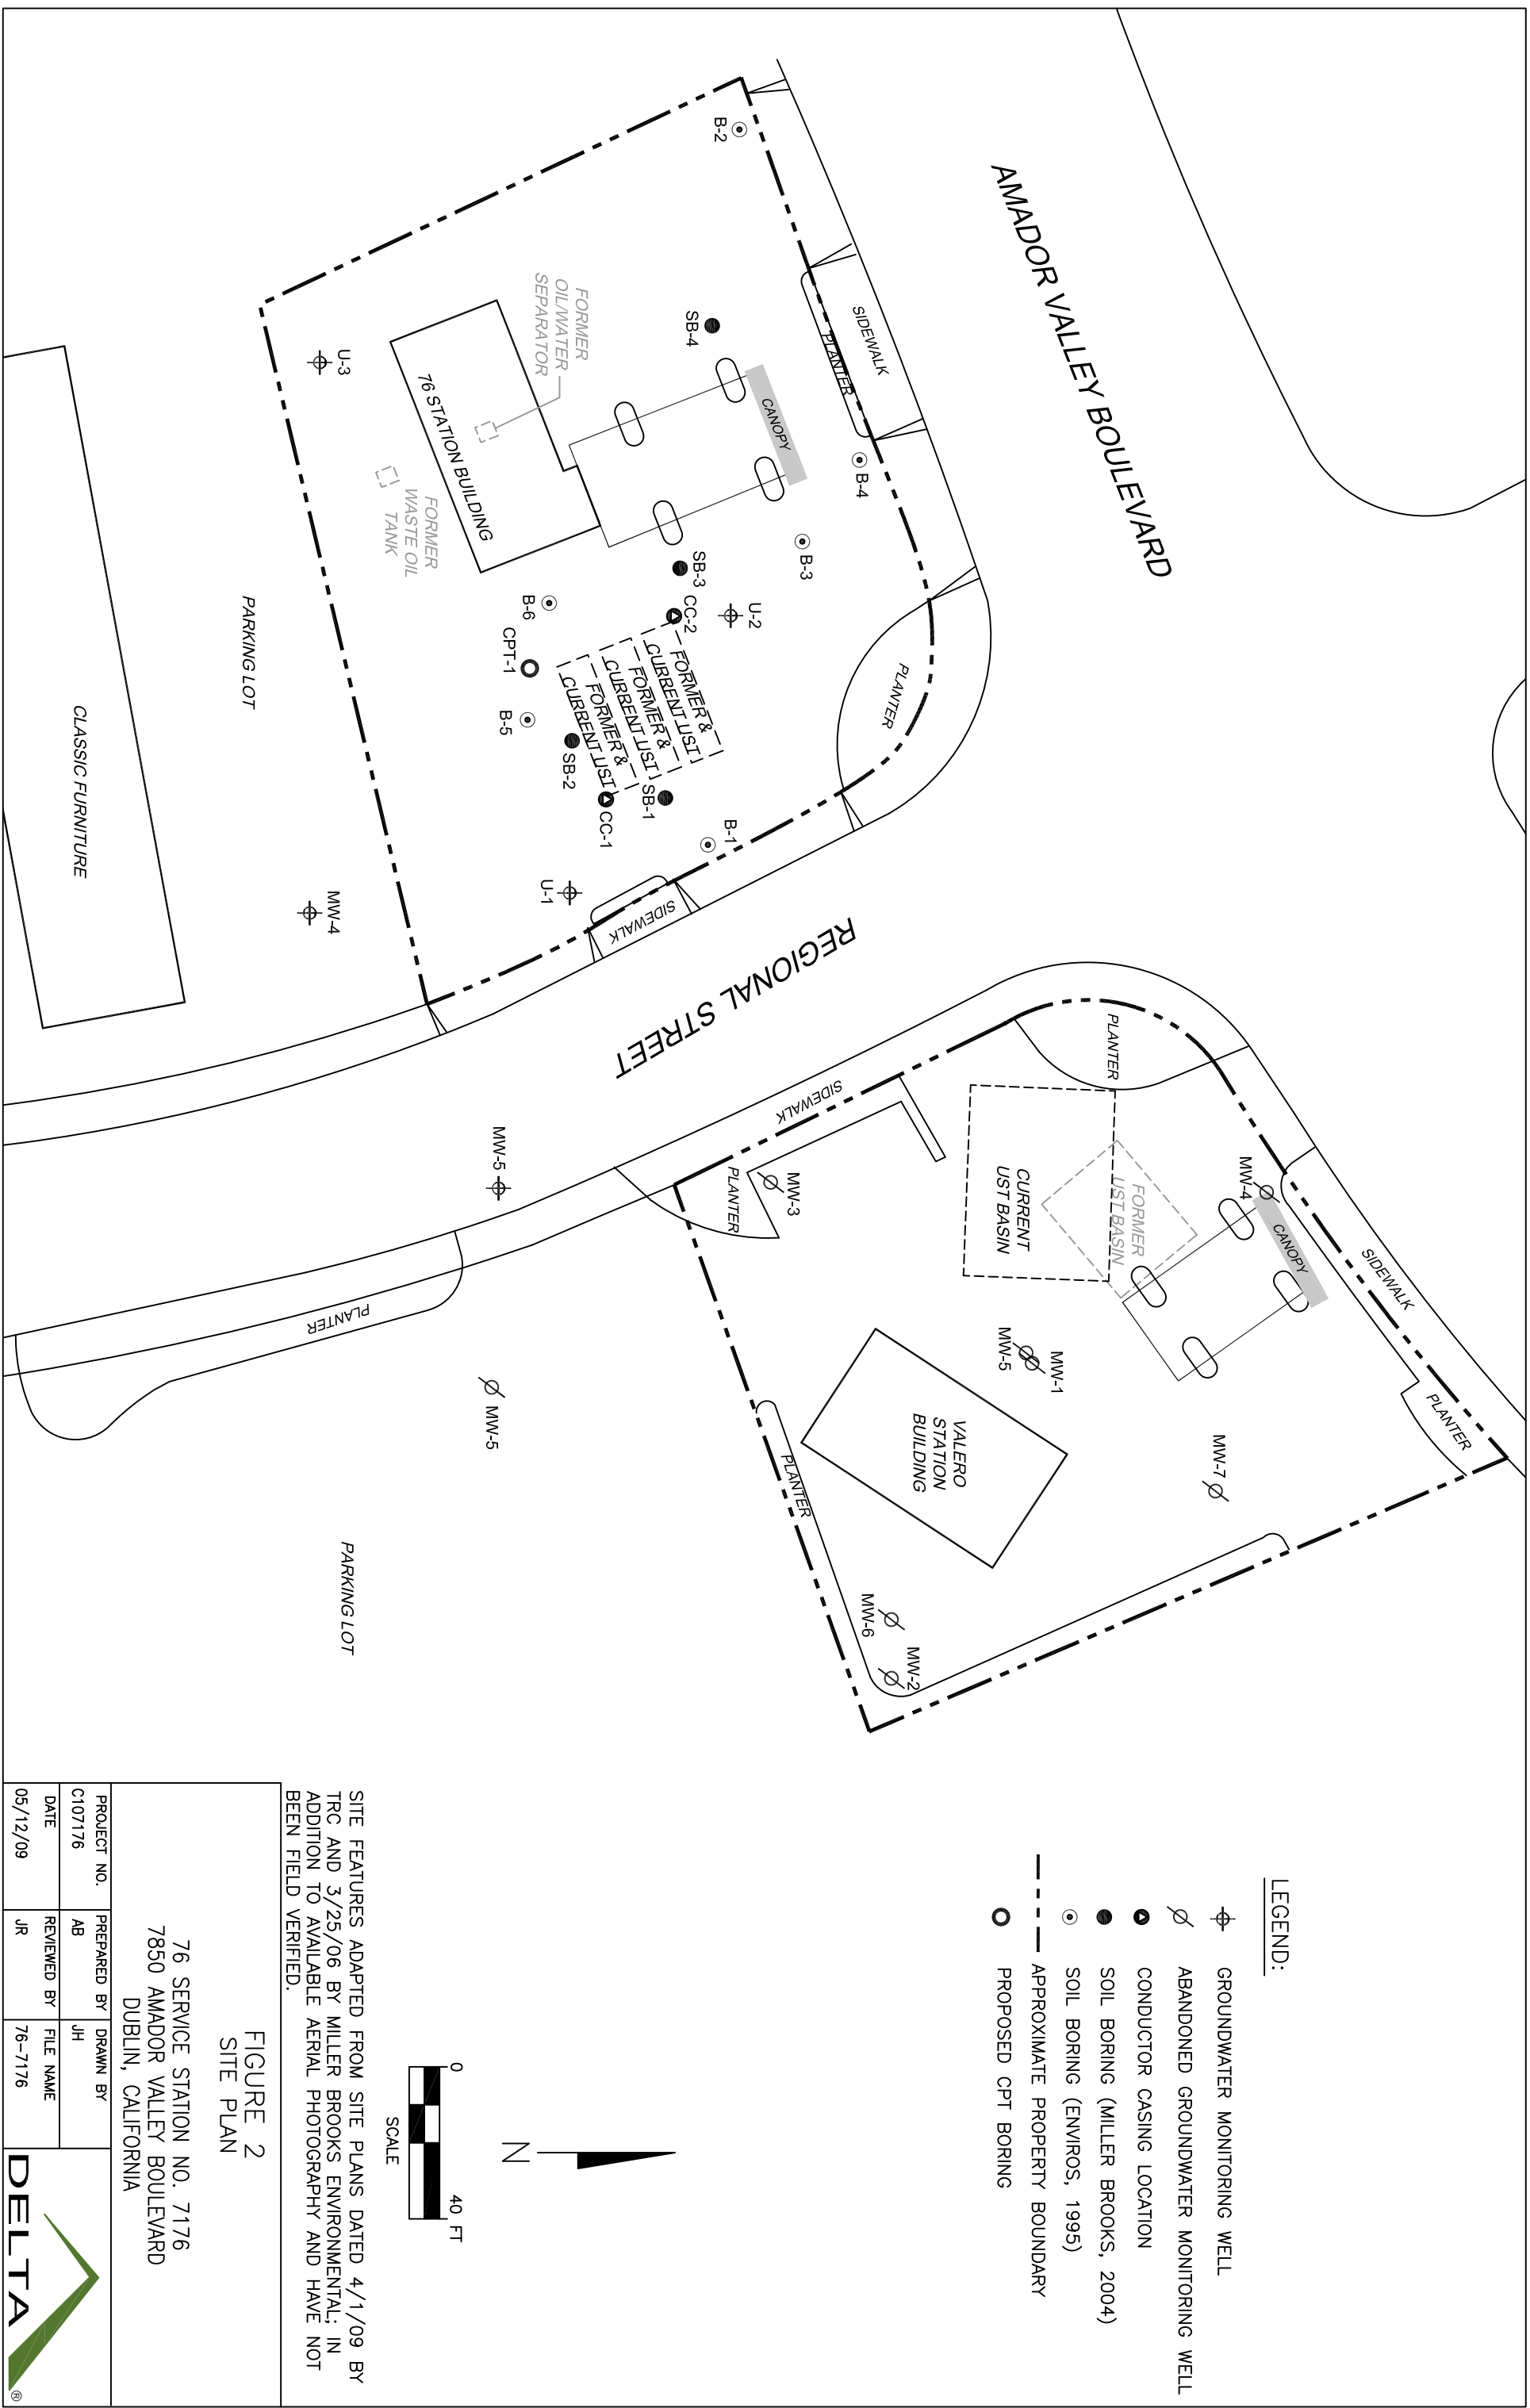 AMADOR VALLEY BOULEVARD
REGIONAL STREET
B-2
SIDEWALK
PLANTER
SB-4
CANOPY
B-4
B-3
FORMER
OIL/WATER
SEPARATOR
76 STATION BUILDING
FORMER
WASTE OIL
TANK
U-3
SB-3
CC-2
U-2
B-6
CPT-1
B-5
FORMER &
CURRENT UST
FORMER &
CURRENT UST
FORMER &
CURRENT UST
SB-2
SB-1
CC-1
B-1
U-1
SIDEWALK
PLANTER
PARKING LOT
CLASSIC FURNITURE
MW-4
MW-5
SIDEWALK
PLANTER
PLANTER
MW-3
CURRENT
UST BASIN
FORMER
UST BASIN
MW-4
CANOPY
SIDEWALK
PLANTER
MW-1
MW-5
VALERO
STATION
BUILDING
MW-7
PLANTER
MW-6
MW-2
PLANTER
MW-5
PARKING LOT
LEGEND:
GROUNDWATER MONITORING WELL
ABANDONED GROUNDWATER MONITORING WELL
CONDUCTOR CASING LOCATION
SOIL BORING (MILLER BROOKS, 2004)
SOIL BORING (ENVIROS, 1995)
APPROXIMATE PROPERTY BOUNDARY
PROPOSED CPT BORING
N
0 40 FT
SCALE
SITE FEATURES ADAPTED FROM SITE PLANS DATED 4/1/09 BY
TRC AND 3/25/06 BY MILLER BROOKS ENVIRONMENTAL; IN
ADDITION TO AVAILABLE AERIAL PHOTOGRAPHY AND HAVE NOT
BEEN FIELD VERIFIED.
FIGURE 2
SITE PLAN
76 SERVICE STATION NO. 7176
7850 AMADOR VALLEY BOULEVARD
DUBLIN, CALIFORNIA
PROJECT NO. PREPARED BY DRAWN BY
C107176 AB JH
DATE REVIEWED BY FILE NAME
05/12/09 JR 76-7176
DELTA ®